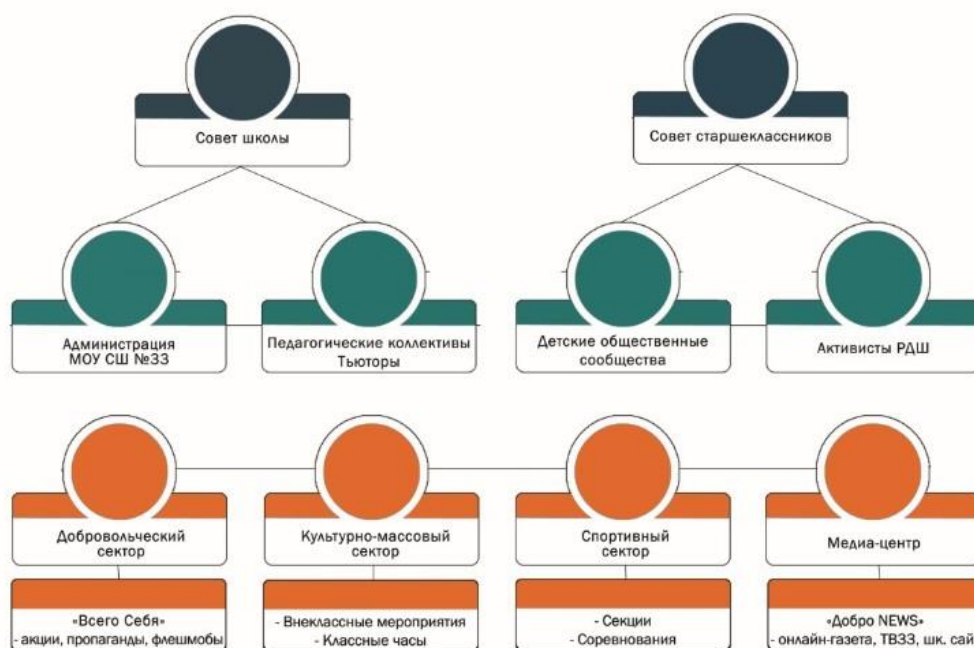 Совет школы
Совет старшеклассников
Администрация
МОУ СШ №33
Педагогические коллективы
Тьюторы
Детские общественные
сообщества
Активисты РДШ
Добровольческий
сектор
Культурно-массовый
сектор
Спортивный
сектор
Медиа-центр
«Всего Себя»
- акции, пропаганды, флешмобы
- Внеклассные мероприятия
- Классные часы
- Секции
- Соревнования
«Добро NEWS»
- онлайн-газета, ТВ33, шк. сай